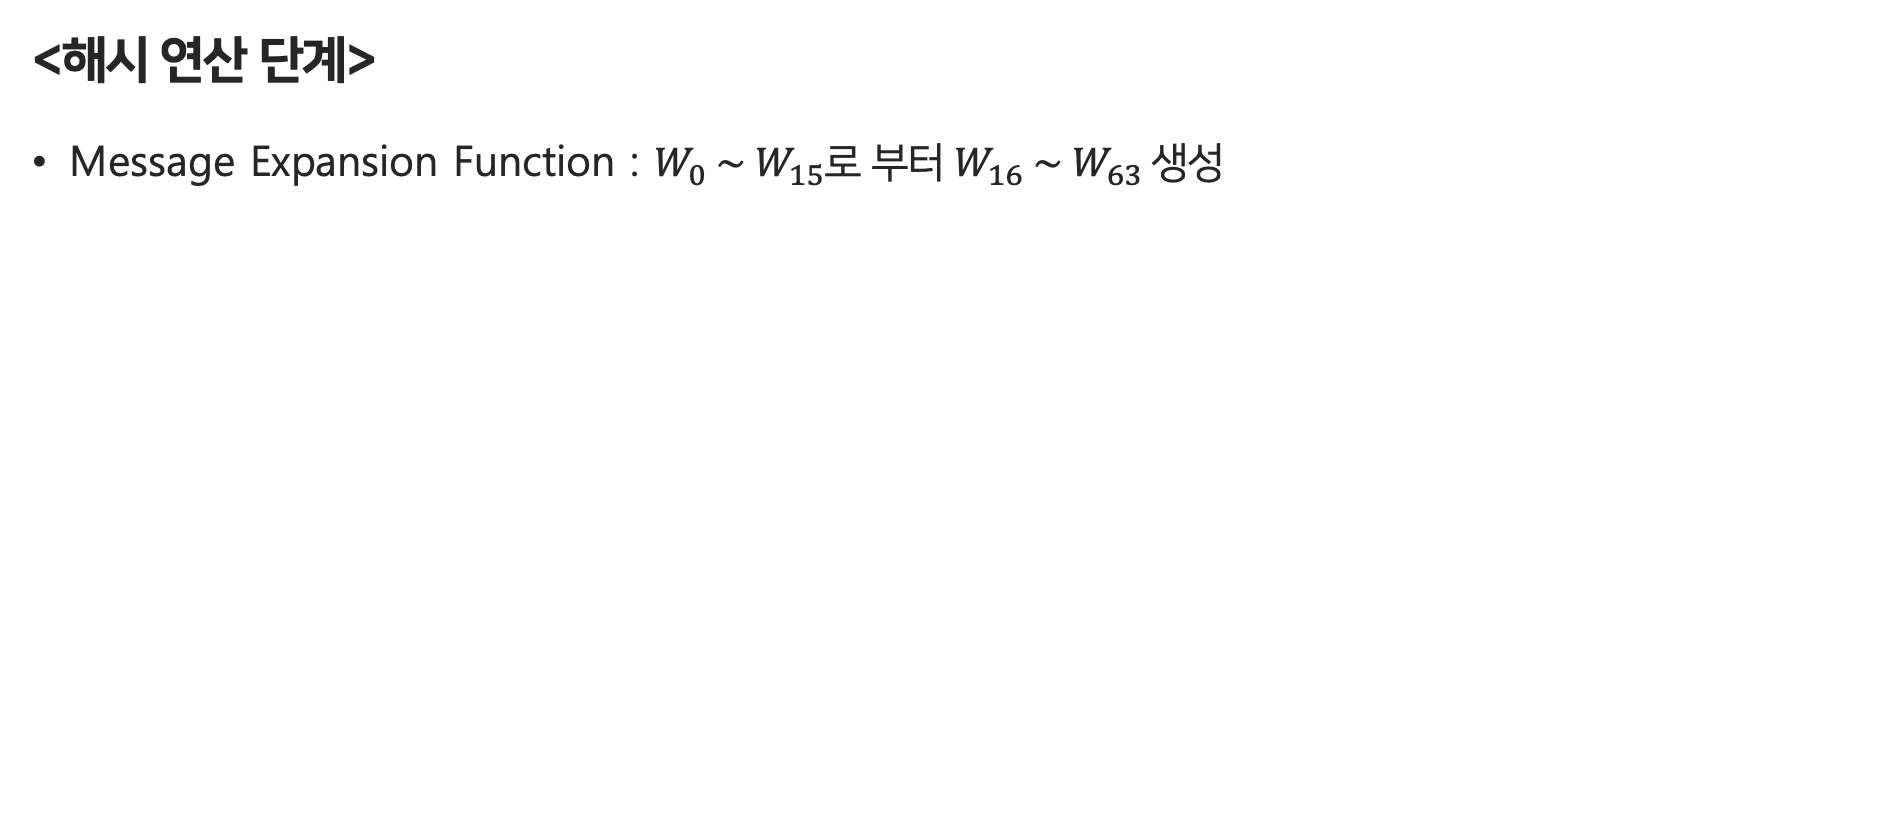 <해시 연산 단계>
• Message Expansion Function : W₀ ~ W₁₅로 부터 W₁₆ ~ W₆₃ 생성